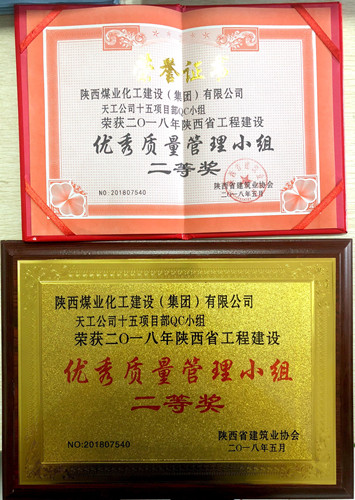 荣誉证书
陕西煤业化工建设（集团）有限公司
天工公司十五项目部QC小组
荣获二〇一八年陕西省工程建设
优秀质量管理小组
二等奖
NO:201807540
陕西省建筑业协会
二〇一八年五月
陕西煤业化工建设（集团）有限公司
天工公司十五项目部QC小组
荣获二〇一八年陕西省工程建设
优秀质量管理小组
二等奖
NO:201807540
陕西省建筑业协会
二〇一八年五月